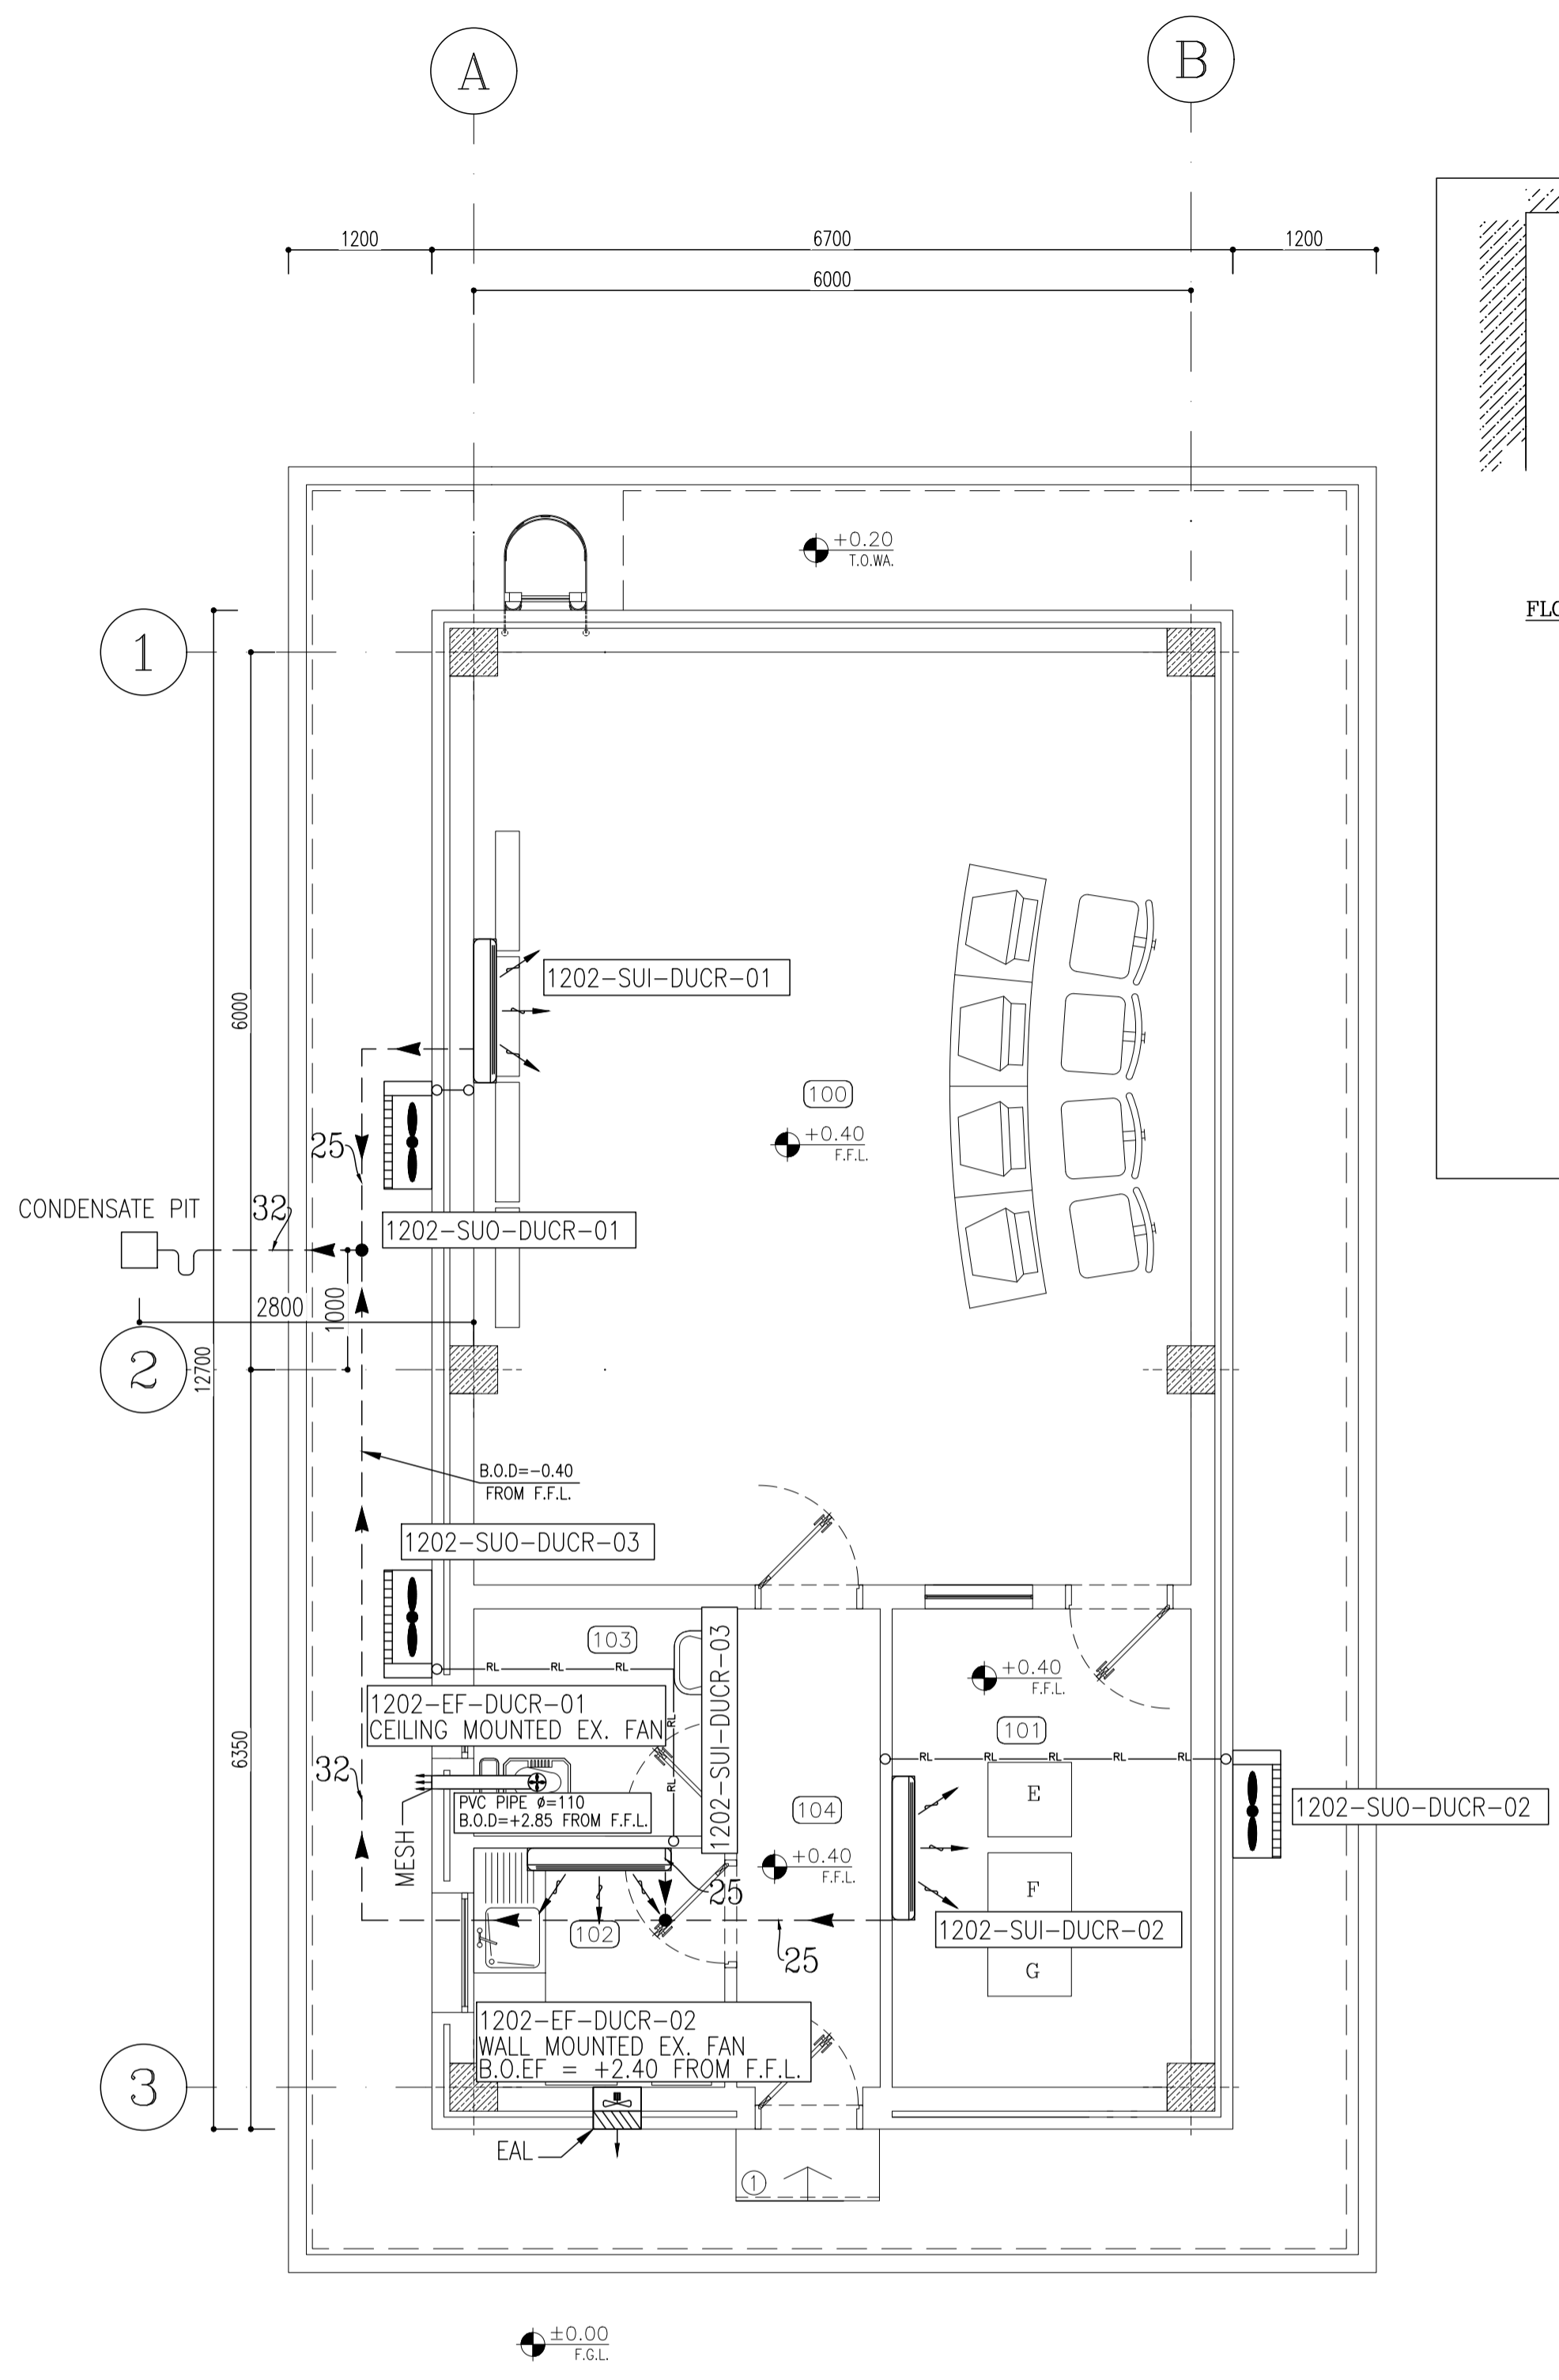 A
B
1200
6700
1200
6000
+0.20
T.O.WA.
FLO
1
1202-SUI-DUCR-01
6000
100
+0.40
F.F.L.
25
CONDENSATE PIT
32
1202-SUO-DUCR-01
2800
1000
2
12700
B.O.D=-0.40
FROM F.F.L.
1202-SUO-DUCR-03
103
RL
RL
RL
1202-SUI-DUCR-03
+0.40
F.F.L.
1202-EF-DUCR-01
CEILING MOUNTED EX. FAN
RL
101
6350
RL
RL
RL
RL
RL
32
RL
E
PVC PIPE ø=110
B.O.D=+2.85 FROM F.F.L.
104
1202-SUO-DUCR-02
MESH
+0.40
F.F.L.
25
F
102
1202-SUI-DUCR-02
25
G
1202-EF-DUCR-02
WALL MOUNTED EX. FAN
B.O.EF = +2.40 FROM F.F.L.
3
EAL
1
±0.00
F.G.L.